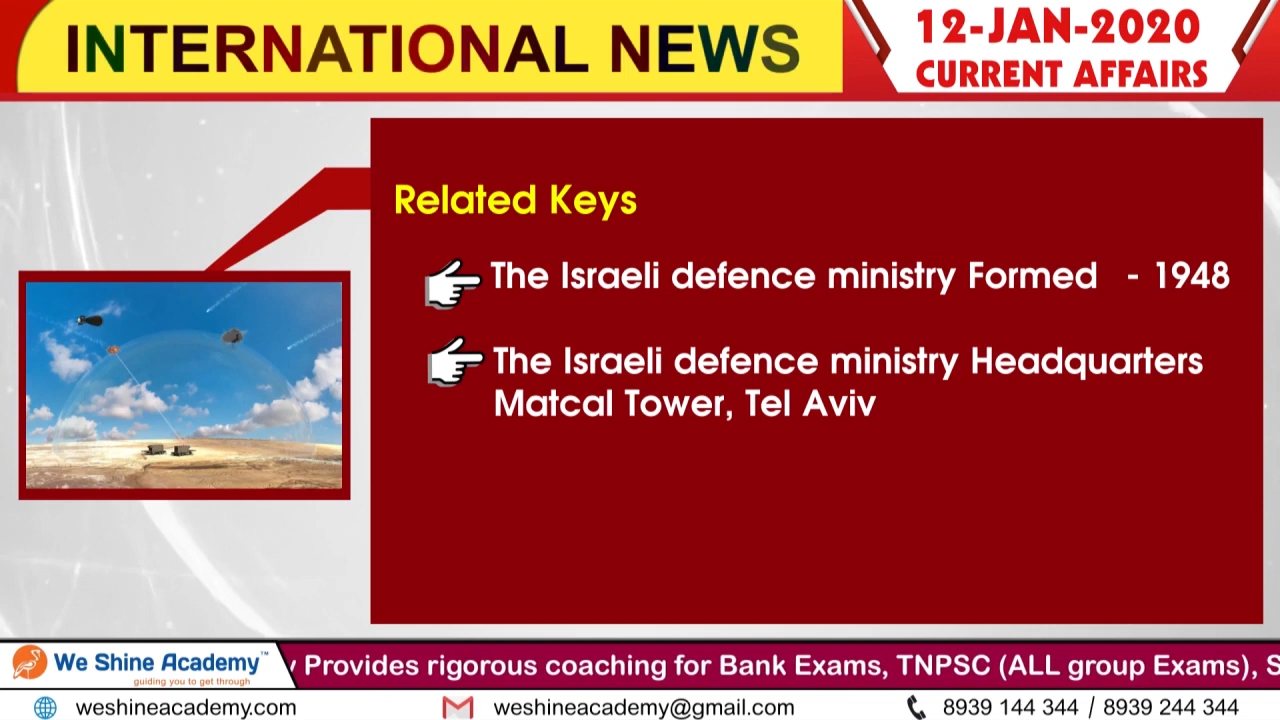 INTERNATIONAL NEWS
12-JAN-2020
CURRENT AFFAIRS
Related Keys
The Israeli defence ministry Formed - 1948
The Israeli defence ministry Headquarters
Matcal Tower, Tel Aviv
We Shine Academy™
guiding you to get through
Provides rigorous coaching for Bank Exams, TNPSC (ALL group Exams), S
weshineacademy.com
weshineacademy@gmail.com
8939 144 344 / 8939 244 344